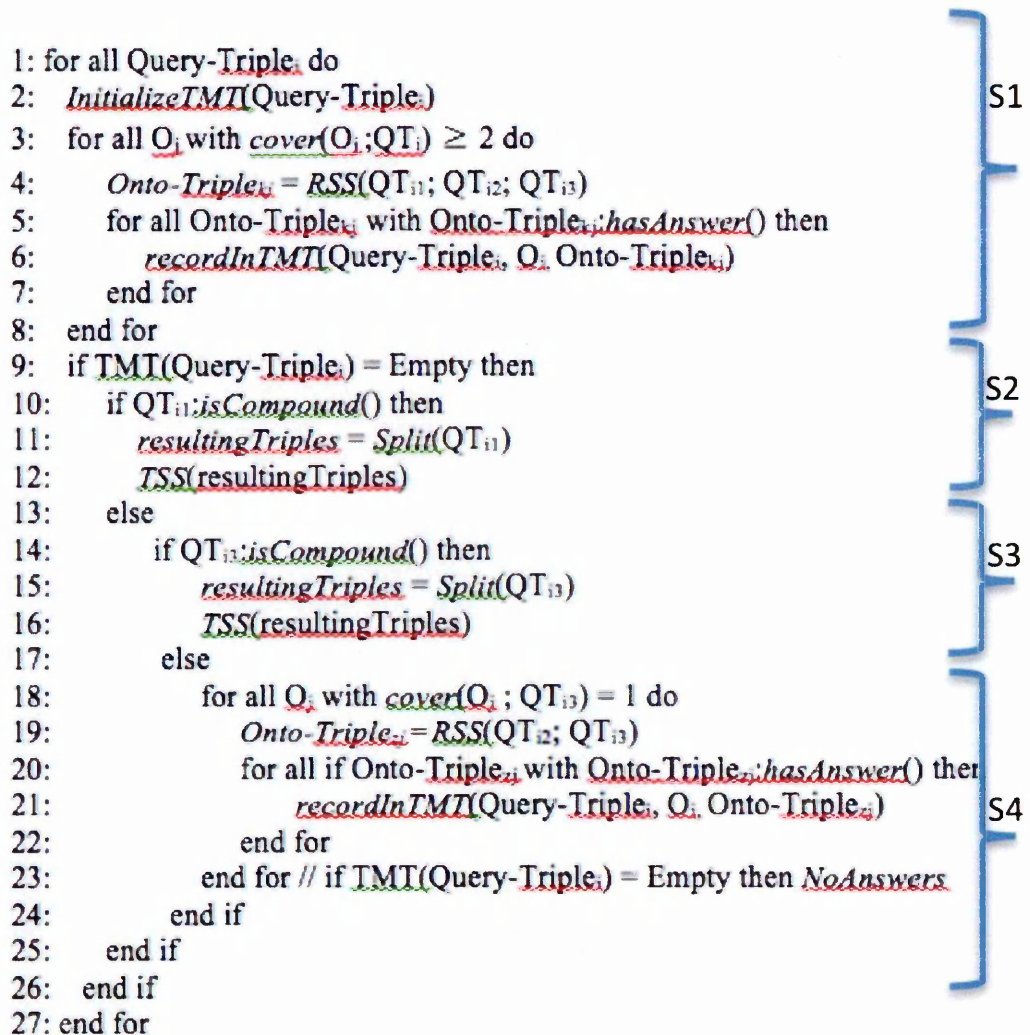 1: for all Query-Tripleᵢ do
2: InitializeTMT(Query-Tripleᵢ)
S1
3: for all Oⱼ with cover(Oⱼ;QTᵢ) ≥ 2 do
4: Onto-Triplekj = RSS(QTi1; QTi2; QTi3)
5: for all Onto-Triplekj with Onto-Triplekj:hasAnswer() then
6: recordInTMT(Query-Tripleᵢ, Oⱼ, Onto-Triplekj)
7: end for
8: end for
9: if TMT(Query-Tripleᵢ) = Empty then
S2
10: if QTi1:isCompound() then
11: resultingTriples = Split(QTi1)
12: TSS(resultingTriples)
13: else
14: if QTi3:isCompound() then
S3
15: resultingTriples = Split(QTi3)
16: TSS(resultingTriples)
17: else
18: for all Oⱼ with cover(Oⱼ ; QTi3) = 1 do
19: Onto-Triplezj=RSS(QTi2; QTi3)
20: for all if Onto-Triplezj with Onto-Triplezj:hasAnswer() then
21: recordInTMT(Query-Tripleᵢ, Oⱼ, Onto-Triplezj)
S4
22: end for
23: end for // if TMT(Query-Tripleᵢ) = Empty then NoAnswers
24: end if
25: end if
26: end if
27: end for